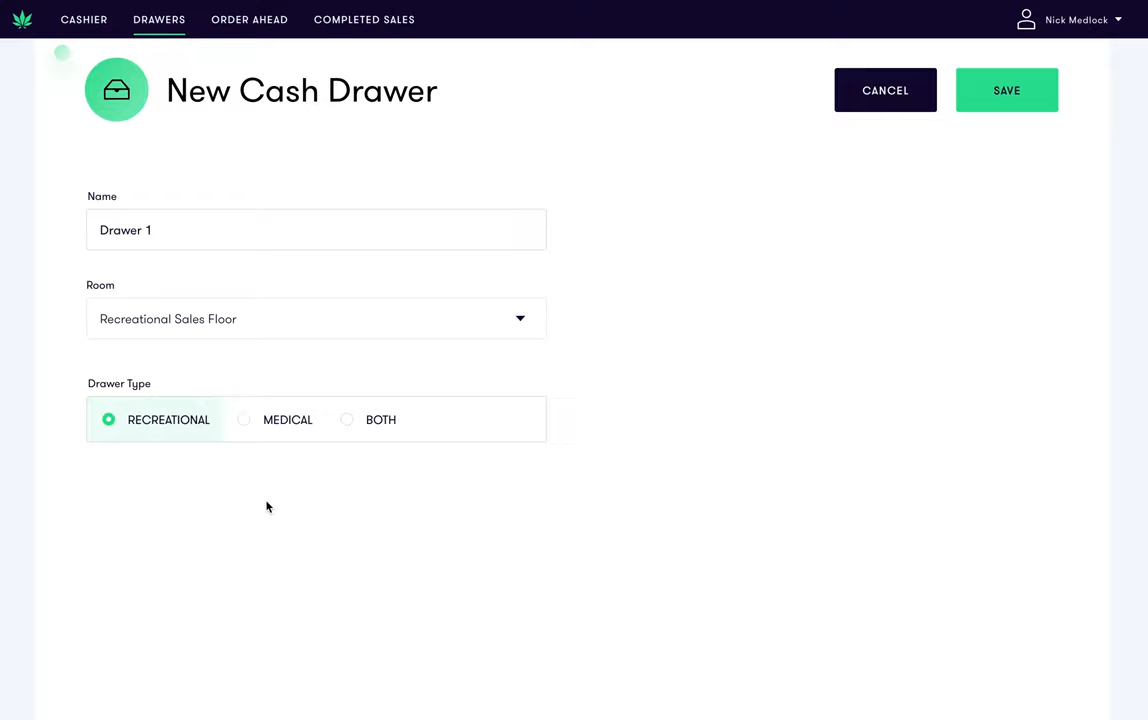 CASHIER DRAWERS ORDER AHEAD COMPLETED SALES Nick Medlock
New Cash Drawer CANCEL SAVE
Name
Drawer 1
Room
Recreational Sales Floor
Drawer Type
RECREATIONAL MEDICAL BOTH